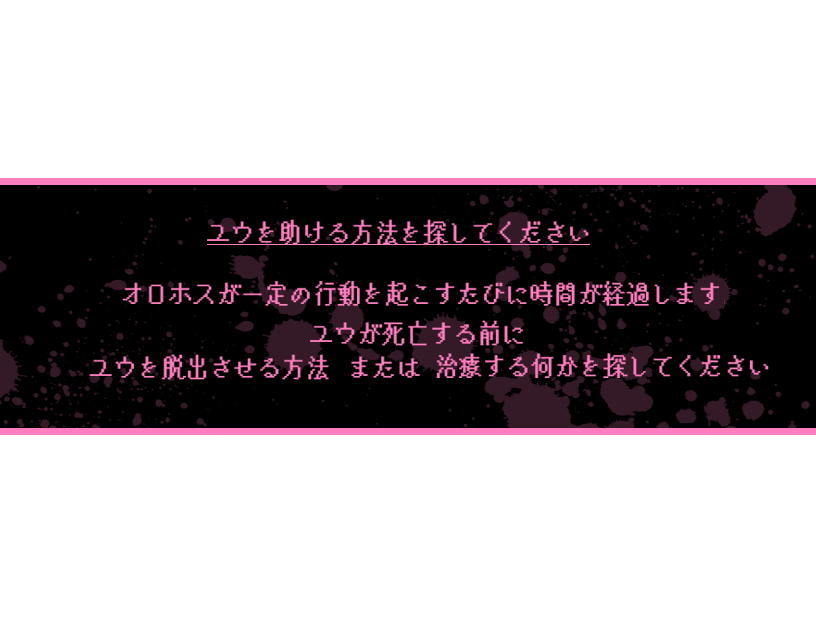 ユウを助ける方法を探してください
オロホスが一定の行動を起こすたびに時間が経過します
ユウが死亡する前に
ユウを脱出させる方法 または 治療する何かを探してください